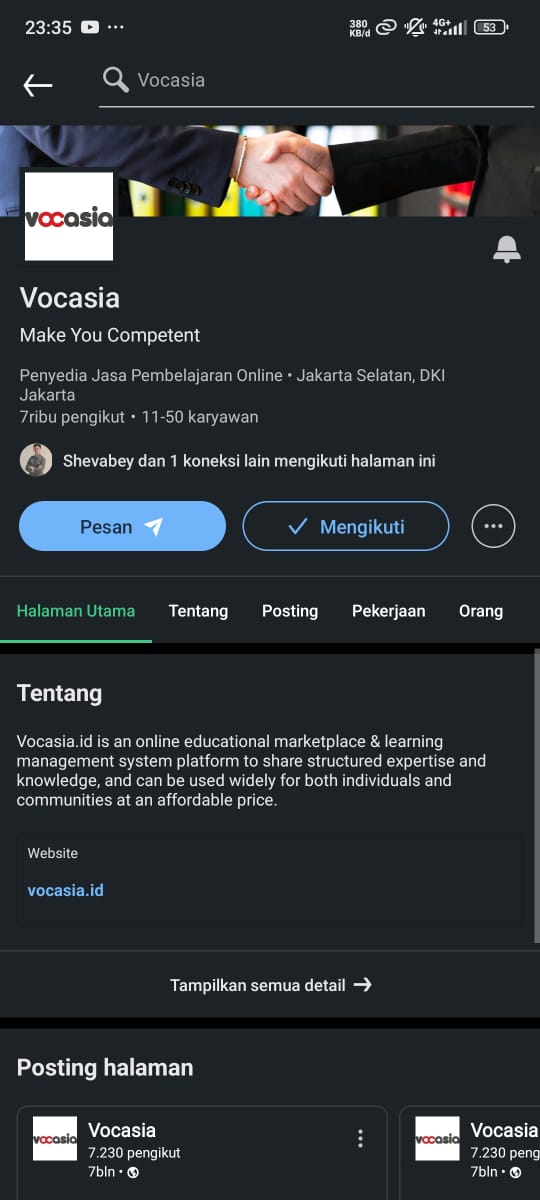 23:35
380 KB/d
4G+
53
Vocasia
vocasia
Vocasia
Make You Competent
Penyedia Jasa Pembelajaran Online • Jakarta Selatan, DKI
Jakarta
7ribu pengikut • 11-50 karyawan
Shevabey dan 1 koneksi lain mengikuti halaman ini
Pesan
Mengikuti
Halaman Utama Tentang Posting Pekerjaan Orang
Tentang
Vocasia.id is an online educational marketplace & learning
management system platform to share structured expertise and
knowledge, and can be used widely for both individuals and
communities at an affordable price.
Website
vocasia.id
Tampilkan semua detail →
Posting halaman
vocasia
Vocasia
7.230 pengikut
7bln •
vocasia
Vocasia
7.230 peng
7bln •